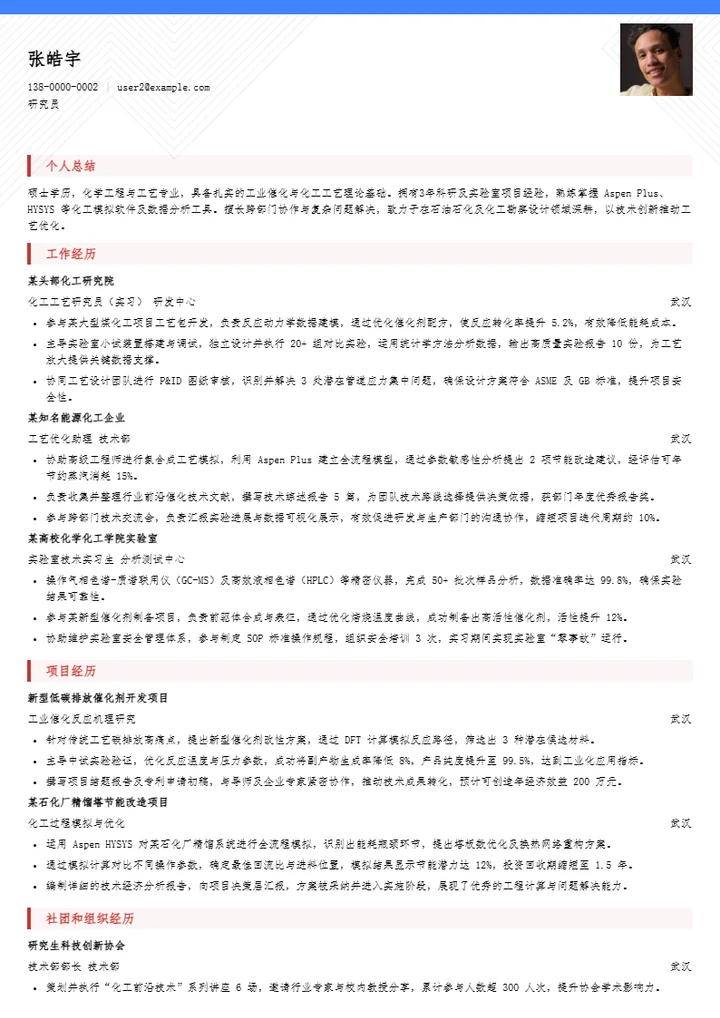 张皓宇
138-0000-0002 | user2@example.com
研究员
个人总结
硕士学历，化学工程与工艺专业，具备扎实的工业催化与化工工艺理论基础。拥有3年科研及实验室项目经验，熟练掌握 Aspen Plus、
HYSYS 等化工模拟软件及数据分析工具。擅长跨部门协作与复杂问题解决，致力于在石油石化及化工勘察设计领域深耕，以技术创新推动工
艺优化。
工作经历
某头部化工研究院
化工工艺研究员（实习） 研发中心 武汉
• 参与某大型煤化工项目工艺包开发，负责反应动力学数据建模，通过优化催化剂配方，使反应转化率提升 5.2%，有效降低能耗成本。
• 主导实验室小试装置搭建与调试，独立设计并执行 20+ 组对比实验，运用统计学方法分析数据，输出高质量实验报告 10 份，为工艺
放大提供关键数据支撑。
• 协同工艺设计团队进行 P&ID 图纸审核，识别并解决 3 处潜在管道应力集中问题，确保设计方案符合 ASME 及 GB 标准，提升项目安
全性。
某知名能源化工企业
工艺优化助理 技术部 武汉
• 协助高级工程师进行氨合成工艺模拟，利用 Aspen Plus 建立全流程模型，通过参数敏感性分析提出 2 项节能改造建议，经评估可年
节约蒸汽消耗 15%。
• 负责收集并整理行业前沿催化技术文献，撰写技术综述报告 5 篇，为团队技术路线选择提供决策依据，获部门年度优秀报告奖。
• 参与跨部门技术交流会，负责汇报实验进展与数据可视化展示，有效促进研发与生产部门的沟通协作，缩短项目迭代周期约 10%。
某高校化学化工学院实验室
实验室技术实习生 分析测试中心 武汉
• 操作气相色谱-质谱联用仪（GC-MS）及高效液相色谱（HPLC）等精密仪器，完成 50+ 批次样品分析，数据准确率达 99.8%，确保实验
结果可靠性。
• 参与某新型催化剂制备项目，负责前驱体合成与表征，通过优化焙烧温度曲线，成功制备出高活性催化剂，活性提升 12%。
• 协助维护实验室安全管理体系，参与制定 SOP 标准操作规程，组织安全培训 3 次，实习期间实现实验室“零事故”运行。
项目经历
新型低碳排放催化剂开发项目
工业催化反应机理研究 武汉
• 针对传统工艺碳排放高痛点，提出新型催化剂改性方案，通过 DFT 计算模拟反应路径，筛选出 3 种潜在候选材料。
• 主导中试实验验证，优化反应温度与压力参数，成功将副产物生成率降低 8%，产品纯度提升至 99.5%，达到工业化应用指标。
• 撰写项目结题报告及专利申请初稿，与导师及企业专家紧密协作，推动技术成果转化，预计可创造年经济效益 200 万元。
某石化厂精馏塔节能改造项目
化工过程模拟与优化 武汉
• 运用 Aspen HYSYS 对某石化厂精馏系统进行全流程模拟，识别出能耗瓶颈环节，提出塔板数优化及换热网络重构方案。
• 通过模拟计算对比不同操作参数，确定最佳回流比与进料位置，模拟结果显示节能潜力达 12%，投资回收期缩短至 1.5 年。
• 编制详细的技术经济分析报告，向项目决策层汇报，方案被采纳并进入实施阶段，展现了优秀的工程计算与问题解决能力。
社团和组织经历
研究生科技创新协会
技术部部长 技术部 武汉
• 策划并执行“化工前沿技术”系列讲座 6 场，邀请行业专家与校内教授分享，累计参与人数超 300 人次，提升协会学术影响力。